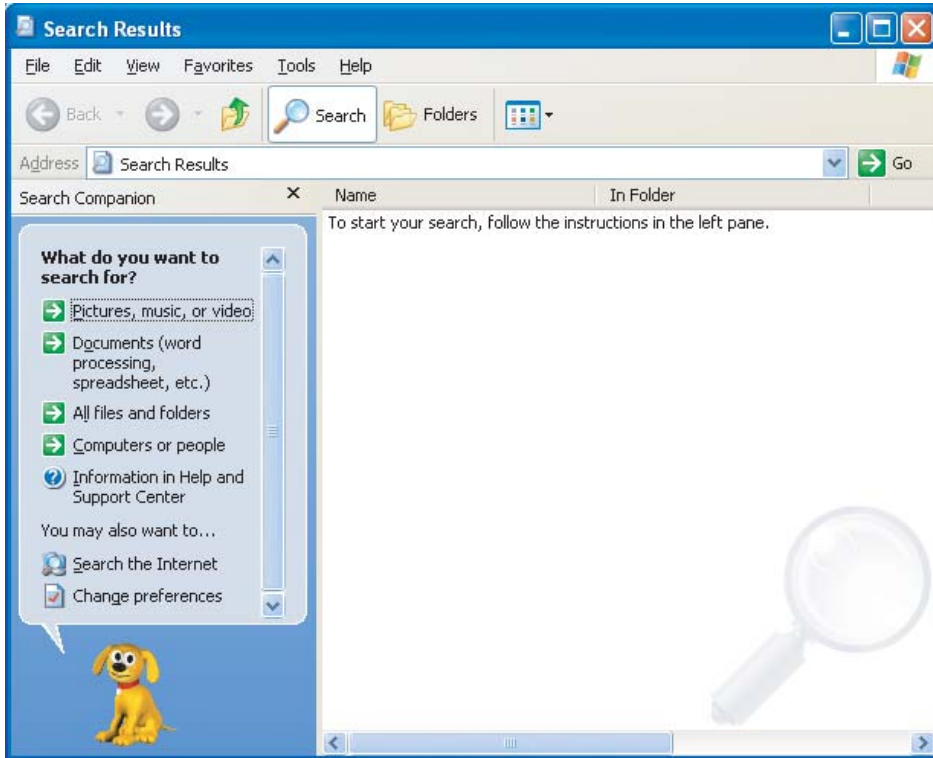 Search Results
File Edit View Favorites Tools Help
Back Search Folders
Address Search Results Go
Search Companion
Name In Folder
To start your search, follow the instructions in the left pane.
What do you want to
search for?
Pictures, music, or video
Documents (word
processing,
spreadsheet, etc.)
All files and folders
Computers or people
Information in Help and
Support Center
You may also want to...
Search the Internet
Change preferences